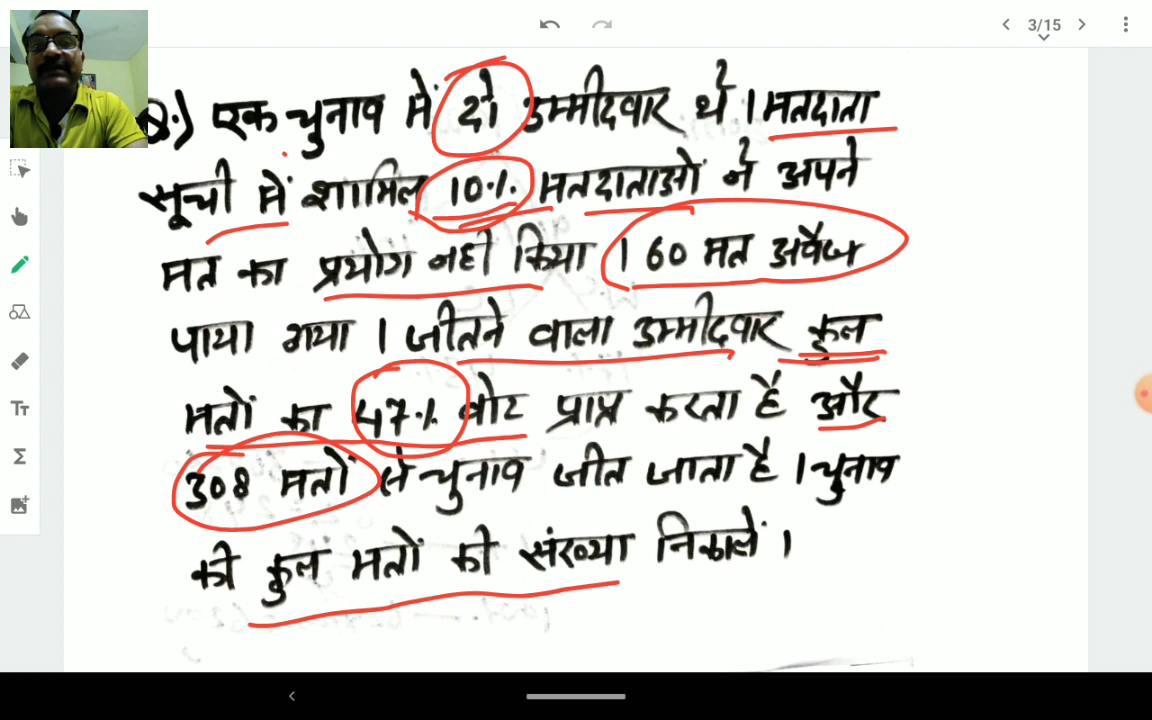 3/15
Q.) एक चुनाव में दो उम्मीदवार थे । मतदाता
सूची में शामिल 10% मतदाताओं ने अपने
मत का प्रयोग नहीं किया । 60 मत अवैध
पाया गया । जीतने वाला उम्मीदवार कुल
मतों का 47% वोट प्राप्त करता है और
308 मतों से चुनाव जीत जाता है । चुनाव
की कुल मतों की संख्या निकालें ।
Tт
Σ